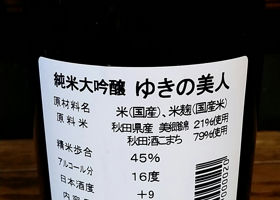 純米大吟醸 ゆきの美人
原材料名 米(国産)、米麹(国産米)
原料米 秋田県産 美郷錦 21%使用
秋田酒こまち 79%使用
精米歩合 45%
アルコール分 16度
日本酒度 +9
内容